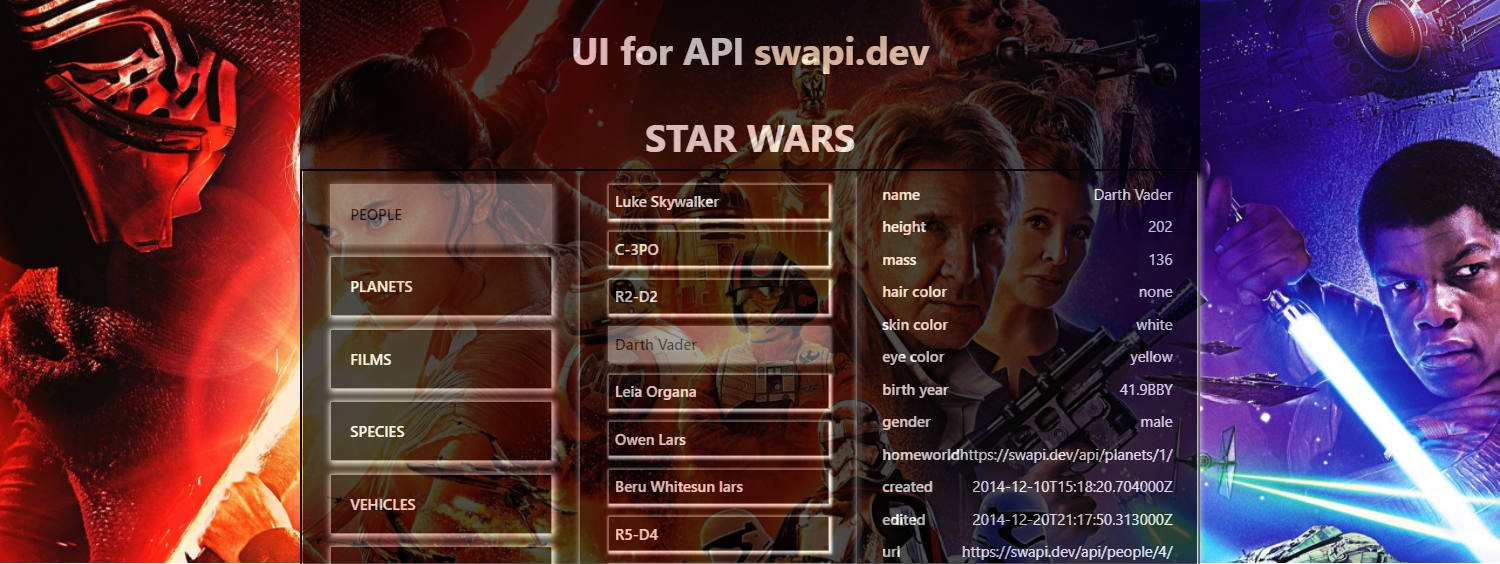 UI for API swapi.dev
STAR WARS
PEOPLE
PLANETS
FILMS
SPECIES
VEHICLES
Luke Skywalker
C-3PO
R2-D2
Darth Vader
Leia Organa
Owen Lars
Beru Whitesun lars
R5-D4
name Darth Vader
height 202
mass 136
hair color none
skin color white
eye color yellow
birth year 41.9BBY
gender male
homeworld https://swapi.dev/api/planets/1/
created 2014-12-10T15:18:20.704000Z
edited 2014-12-20T21:17:50.313000Z
url https://swapi.dev/api/people/4/